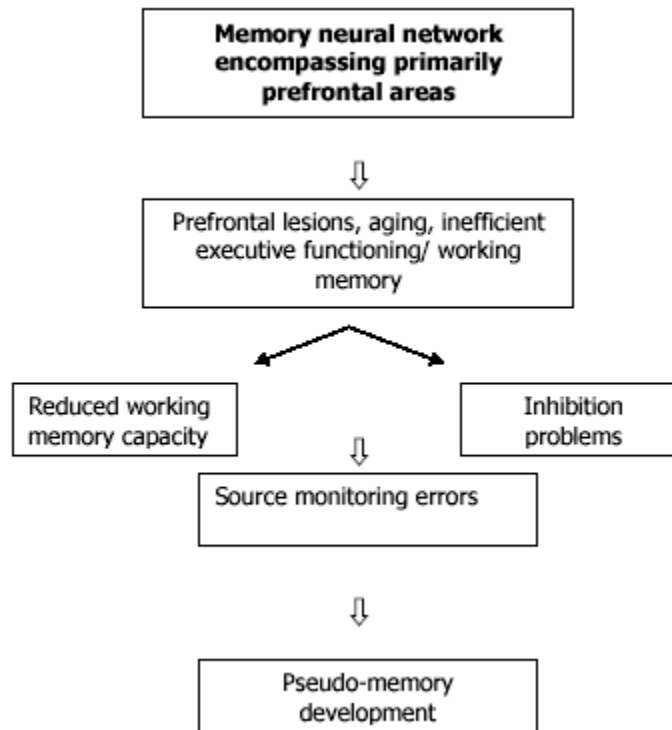 Memory neural network
encompassing primarily
prefrontal areas
Prefrontal lesions, aging, inefficient
executive functioning/ working
memory
Reduced working
memory capacity
Inhibition
problems
Source monitoring errors
Pseudo-memory
development